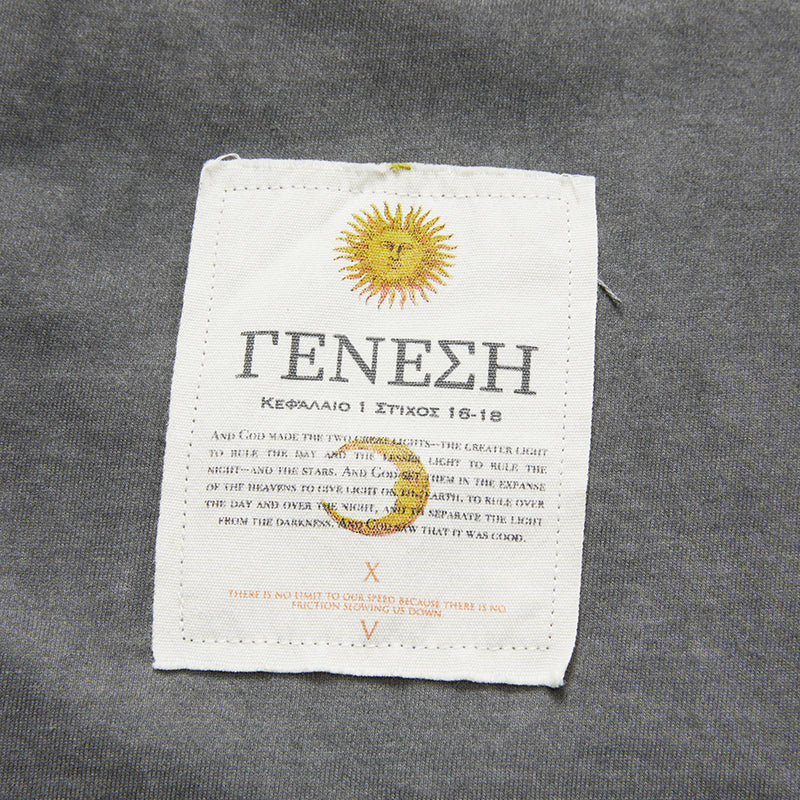 ΓΕΝΕΣΗ
ΚΕΦΆΛΑΙΟ 1 ΣΤΊΧΟΣ 16-18
AND GOD MADE THE TWO GREAT LIGHTS—THE GREATER LIGHT
TO RULE THE DAY AND THE LESSER LIGHT TO RULE THE
NIGHT—AND THE STARS. AND GOD SET THEM IN THE EXPANSE
OF THE HEAVENS TO GIVE LIGHT ON THE EARTH, TO RULE OVER
THE DAY AND OVER THE NIGHT, AND TO SEPARATE THE LIGHT
FROM THE DARKNESS. AND GOD SAW THAT IT WAS GOOD.
X
THERE IS NO LIMIT TO OUR SPEED BECAUSE THERE IS NO
FRICTION SLOWING US DOWN
V